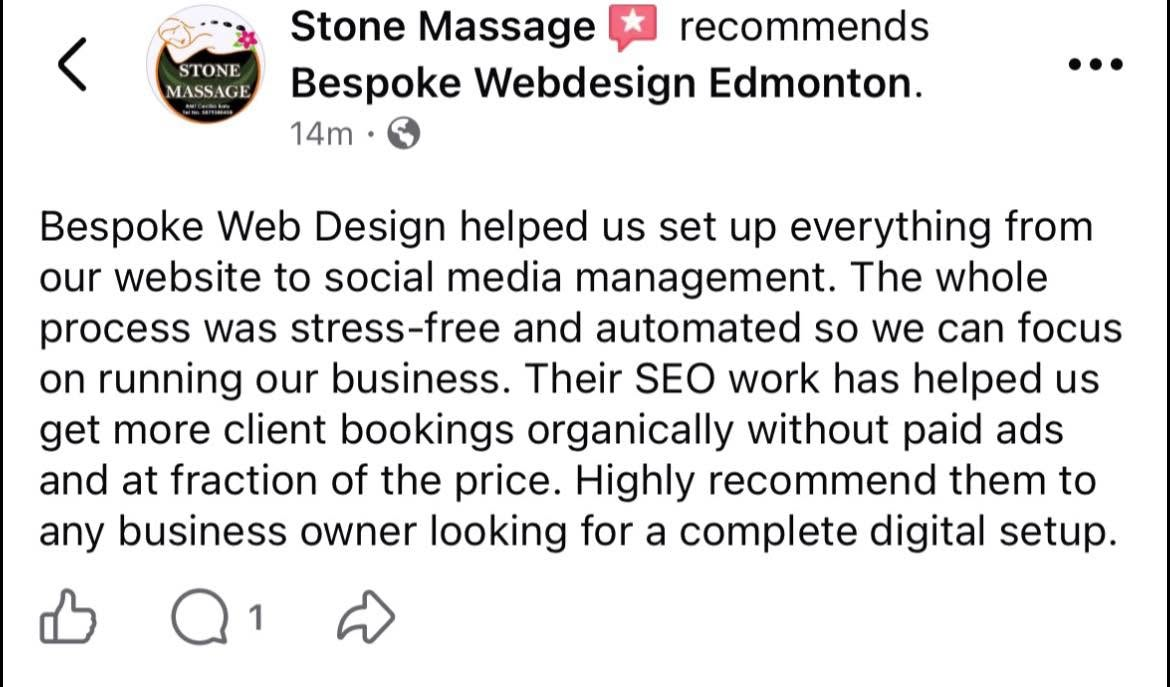 Stone Massage recommends
Bespoke Webdesign Edmonton.
14m ·
STONE
MASSAGE
Bespoke Web Design helped us set up everything from
our website to social media management. The whole
process was stress-free and automated so we can focus
on running our business. Their SEO work has helped us
get more client bookings organically without paid ads
and at fraction of the price. Highly recommend them to
any business owner looking for a complete digital setup.
1